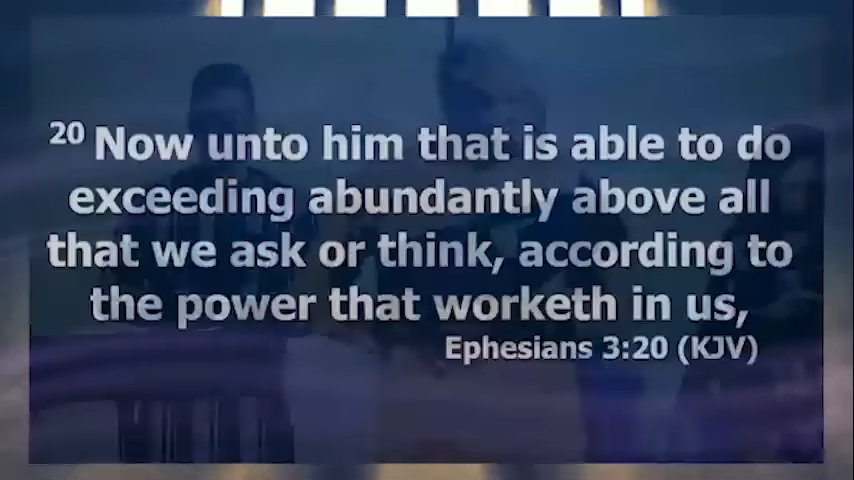 20 Now unto him that is able to do
exceeding abundantly above all
that we ask or think, according to
the power that worketh in us,
Ephesians 3:20 (KJV)